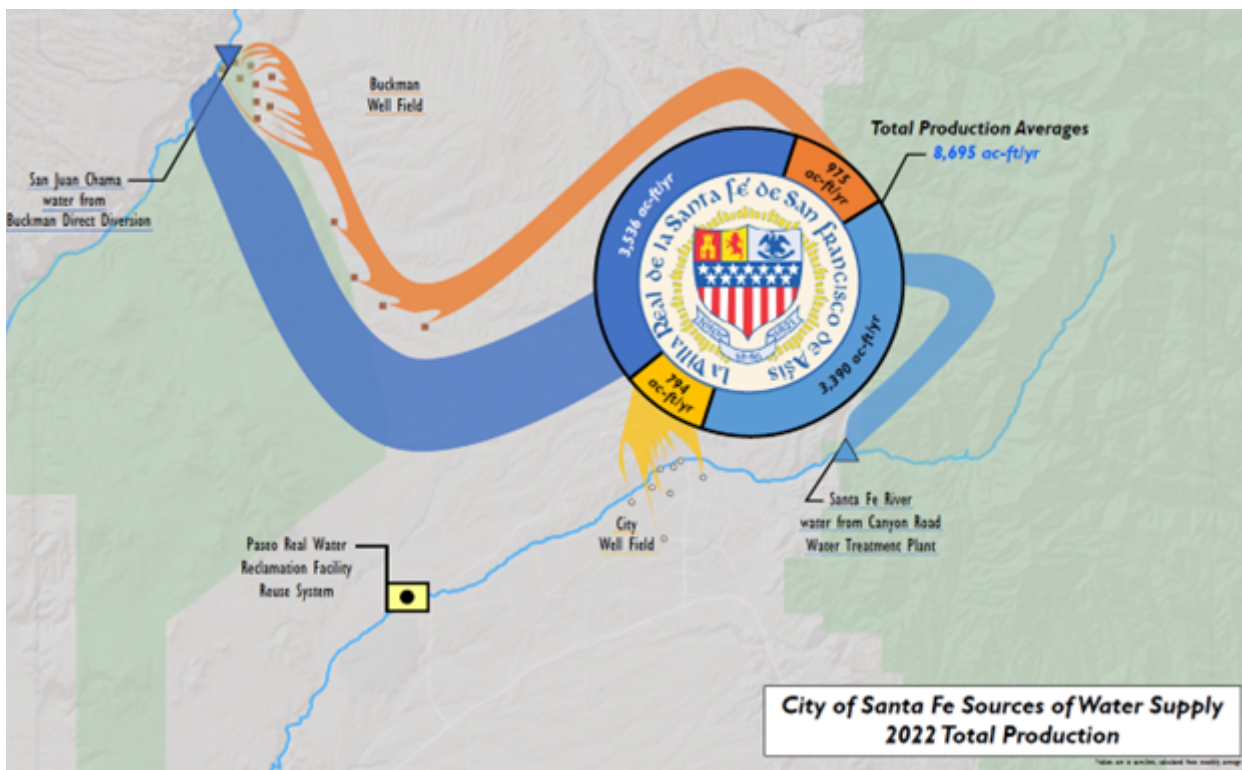 Buckman
Well Field
Total Production Averages
8,695 ac-ft/yr
San Juan Chama
water from
Buckman Direct Diversion
3,536 ac-ft/yr
975
ac-ft/yr
La Villa Real de la Santa Fé de San Francisco de Asís
3,390 ac-ft/yr
794
ac-ft/yr
City
Well Field
Santa Fe River
water from Canyon Road
Water Treatment Plant
Paseo Real Water
Reclamation Facility
Reuse System
City of Santa Fe Sources of Water Supply
2022 Total Production